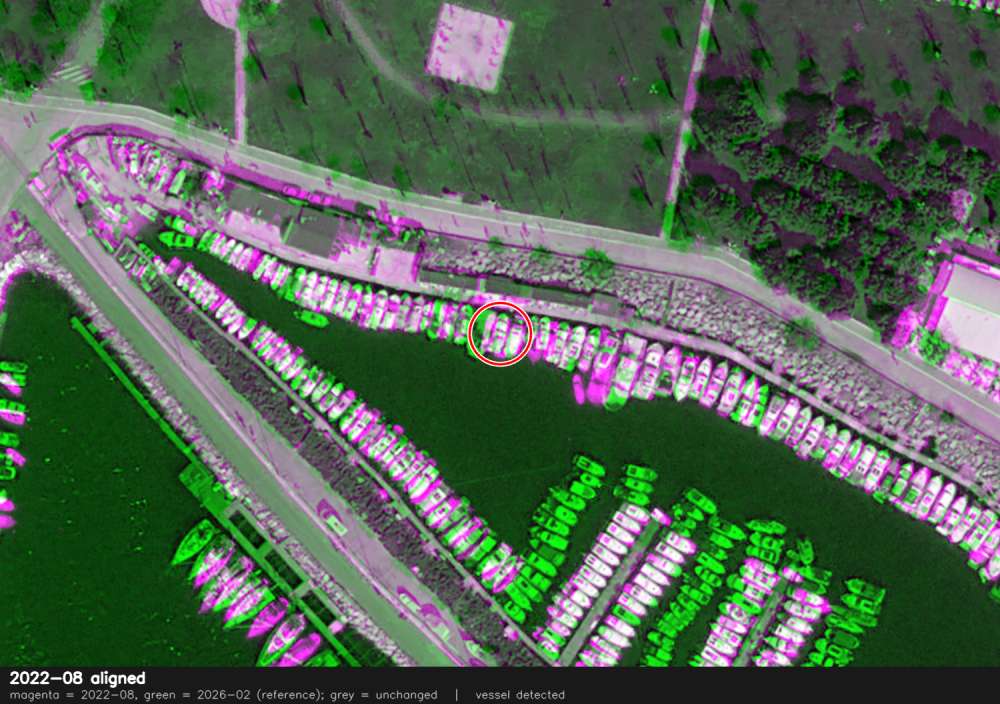 2022-08 aligned
magenta = 2022-08, green = 2026-02 (reference); grey = unchanged | vessel detected